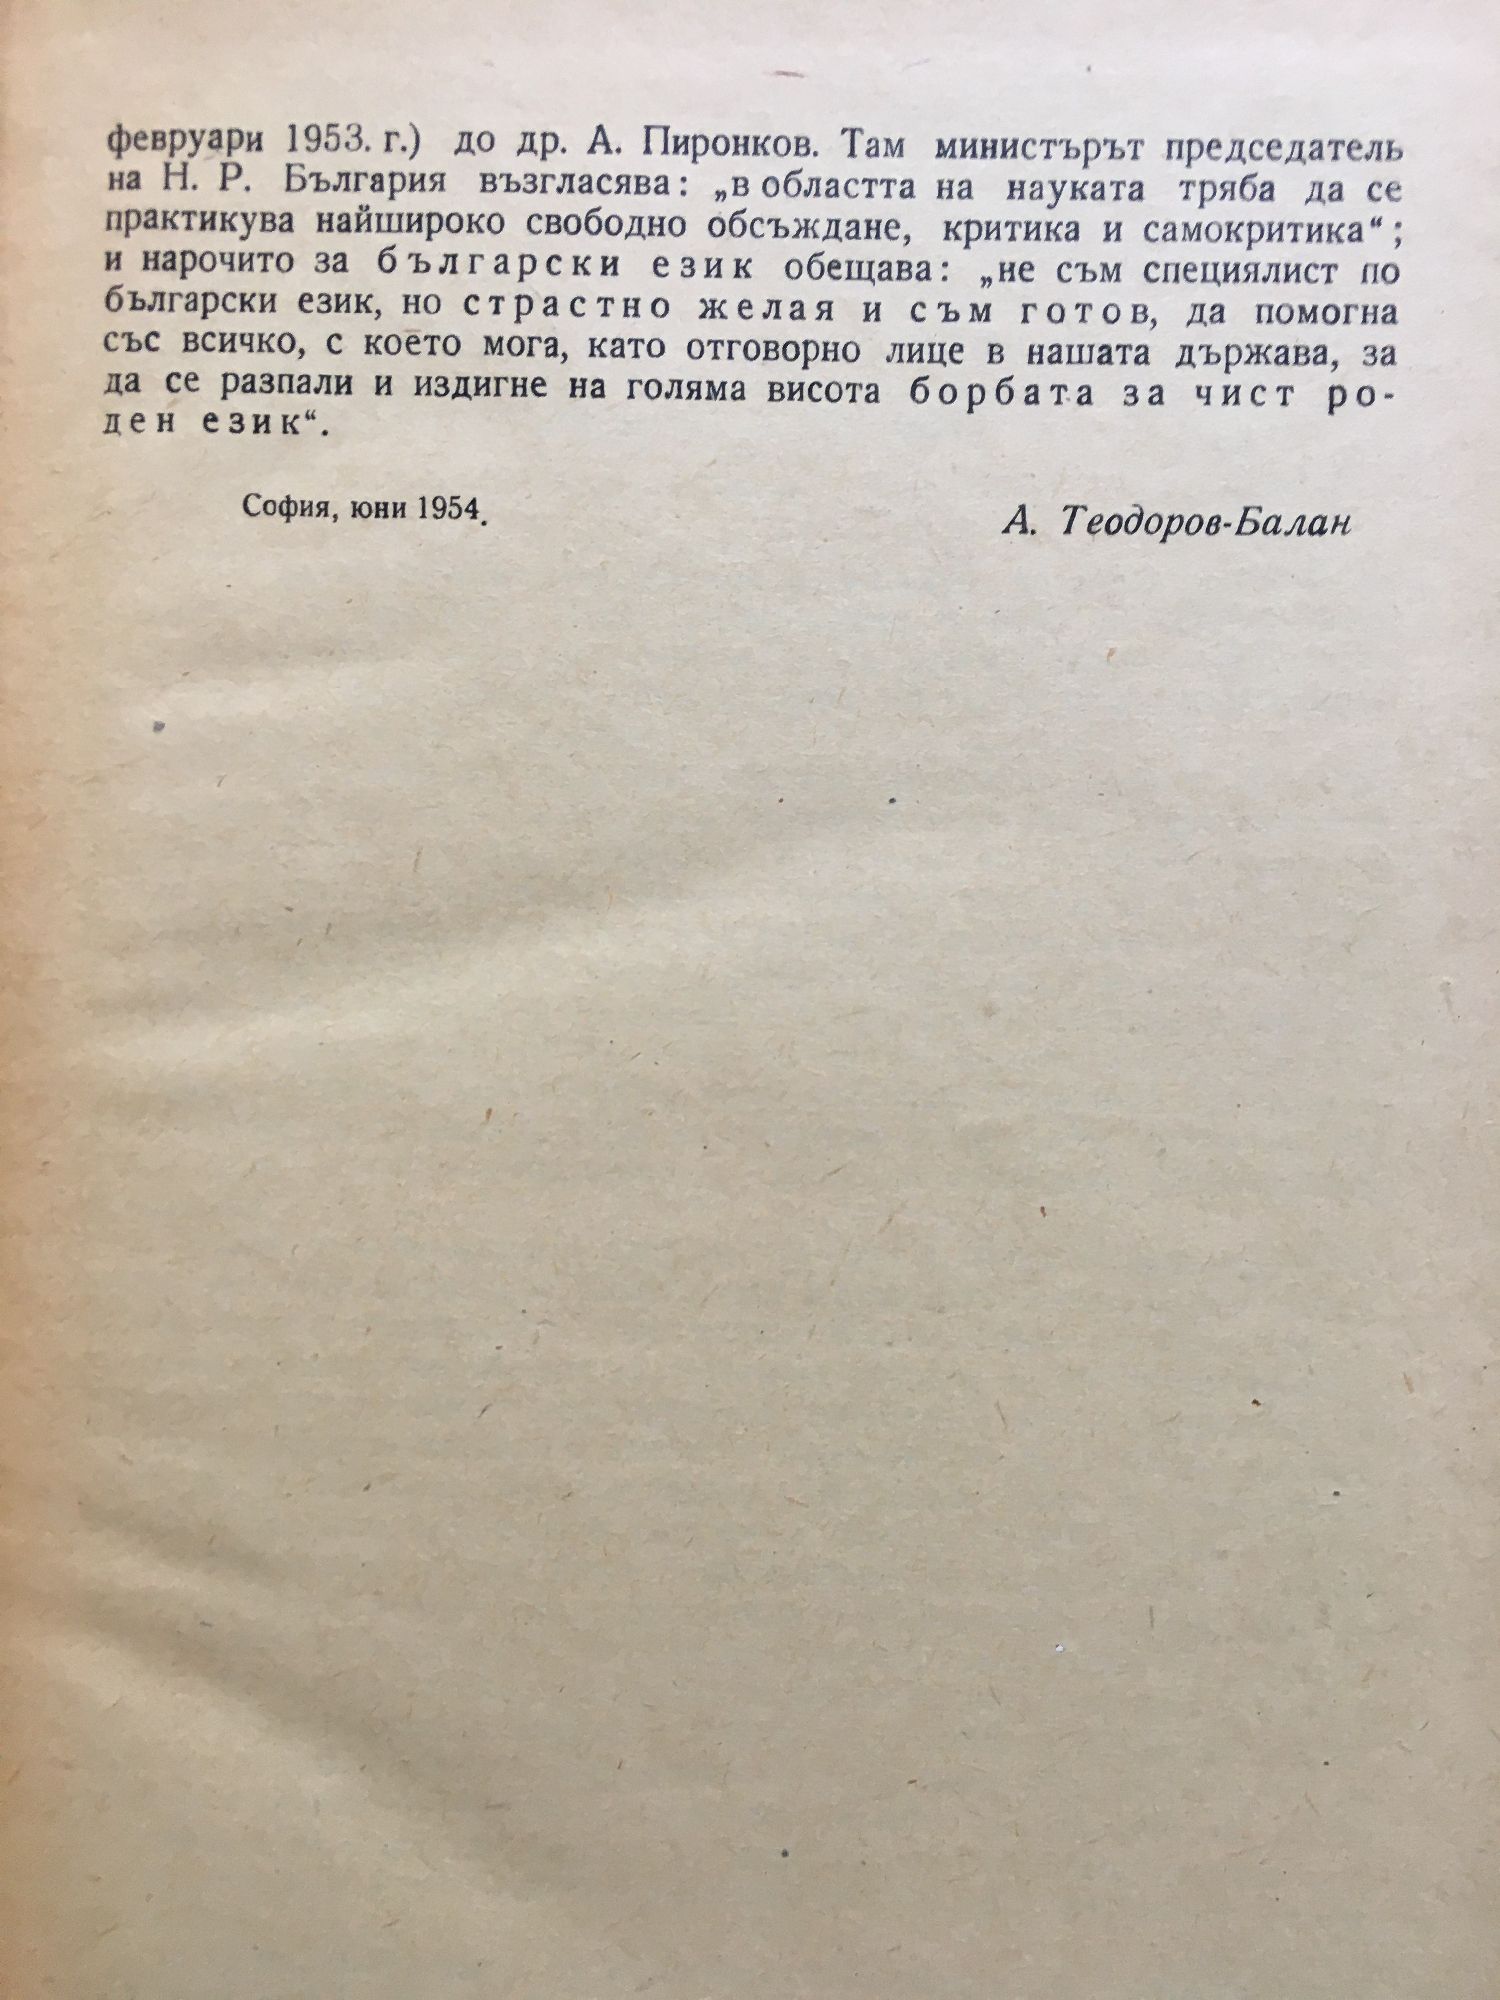 февруари 1953. г.) до др. А. Пиронков. Там министърът председатель
на Н. Р. България възгласява: „в областта на науката тряба да се
практикува найшироко свободно обсъждане, критика и самокритика“;
и нарочито за български език обещава: „не съм специялист по
български език, но страстно желая и съм готов, да помогна
със всичко, с което мога, като отговорно лице в нашата държава, за
да се разпали и издигне на голяма висота борбата за чист ро-
ден език“.
София, юни 1954.
А. Теодоров-Балан